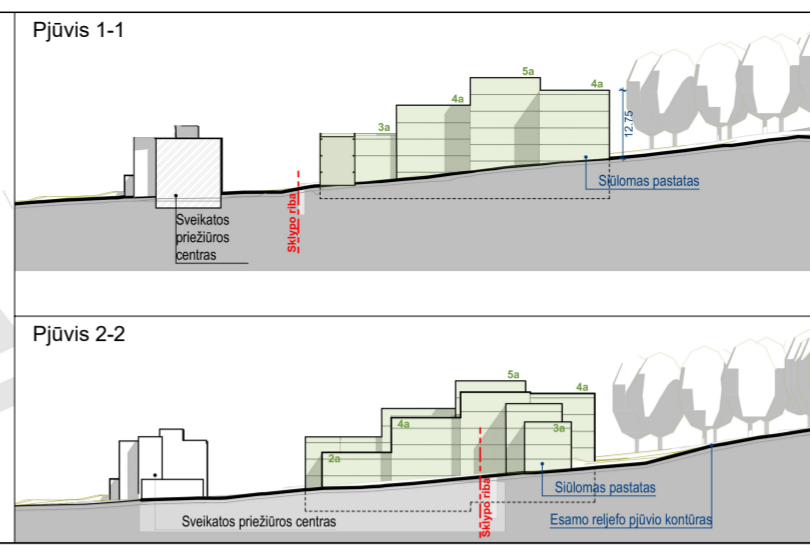 Pjūvis 1-1
5a
4a
4a
3a
12.75
Siūlomas pastatas
Sklypo riba
Sveikatos
priežiūros
centras
Pjūvis 2-2
5a
4a
4a
3a
2a
Sklypo riba
Siūlomas pastatas
Sveikatos priežiūros centras
Esamo reljefo pjūvio kontūras